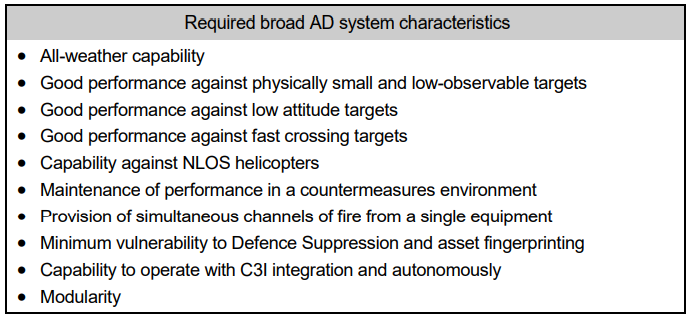 Required broad AD system characteristics
• All-weather capability
• Good performance against physically small and low-observable targets
• Good performance against low attitude targets
• Good performance against fast crossing targets
• Capability against NLOS helicopters
• Maintenance of performance in a countermeasures environment
• Provision of simultaneous channels of fire from a single equipment
• Minimum vulnerability to Defence Suppression and asset fingerprinting
• Capability to operate with C3I integration and autonomously
• Modularity